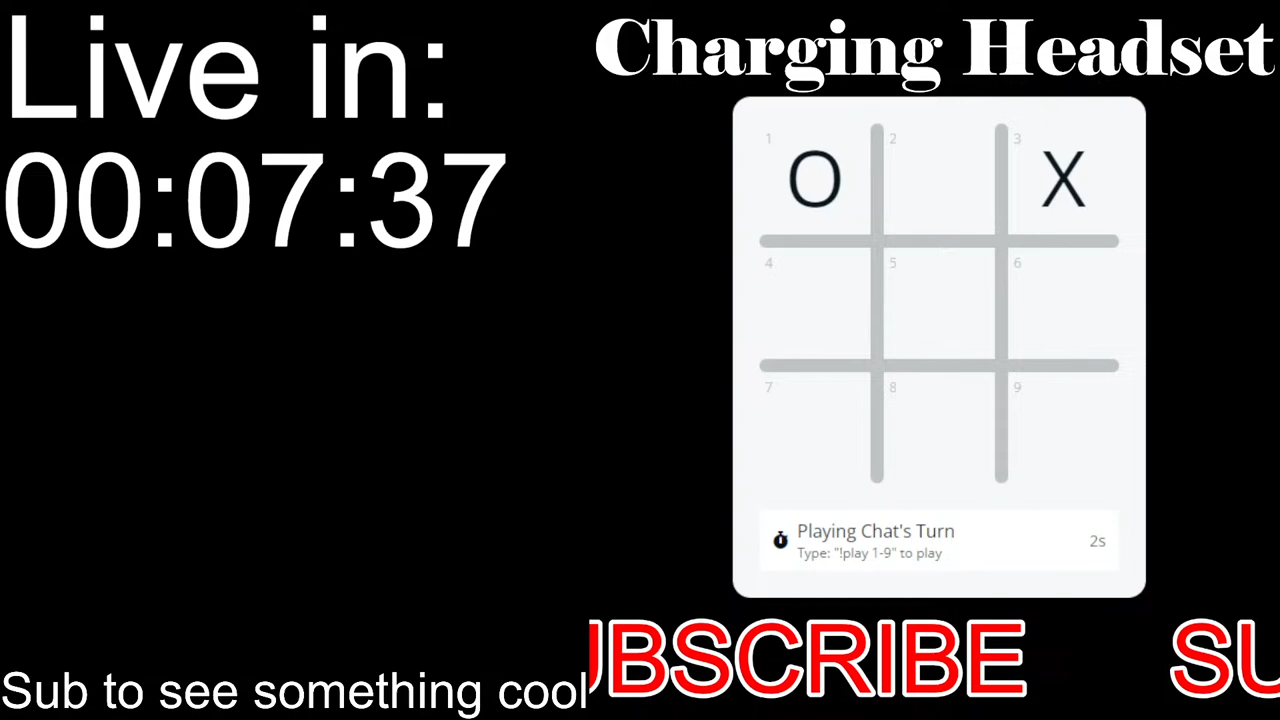 Live in:
00:07:37
Charging Headset
1 2 3
O X
4 5 6
7 8 9
Playing Chat's Turn
Type: "!play 1-9" to play
2s
UBSCRIBE SU
Sub to see something cool